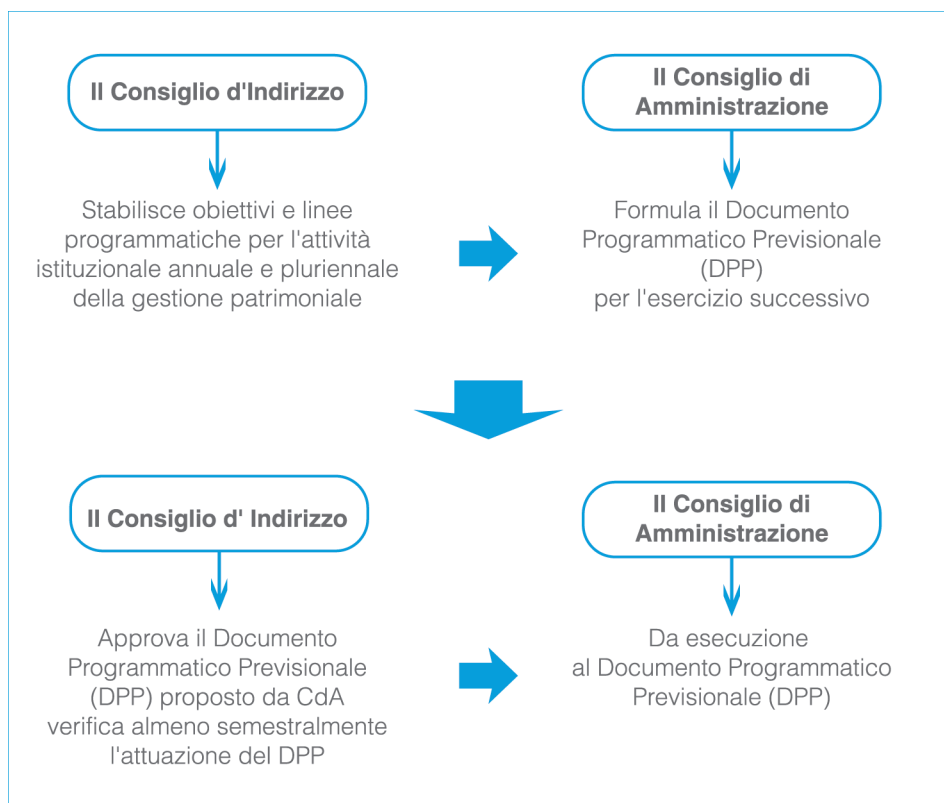 Il Consiglio d'Indirizzo
Stabilisce obiettivi e linee
programmatiche per l'attività
istituzionale annuale e pluriennale
della gestione patrimoniale
Il Consiglio di
Amministrazione
Formula il Documento
Programmatico Previsionale
(DPP)
per l'esercizio successivo
Il Consiglio d' Indirizzo
Approva il Documento
Programmatico Previsionale
(DPP) proposto da CdA
verifica almeno semestralmente
l'attuazione del DPP
Il Consiglio di
Amministrazione
Da esecuzione
al Documento Programmatico
Previsionale (DPP)